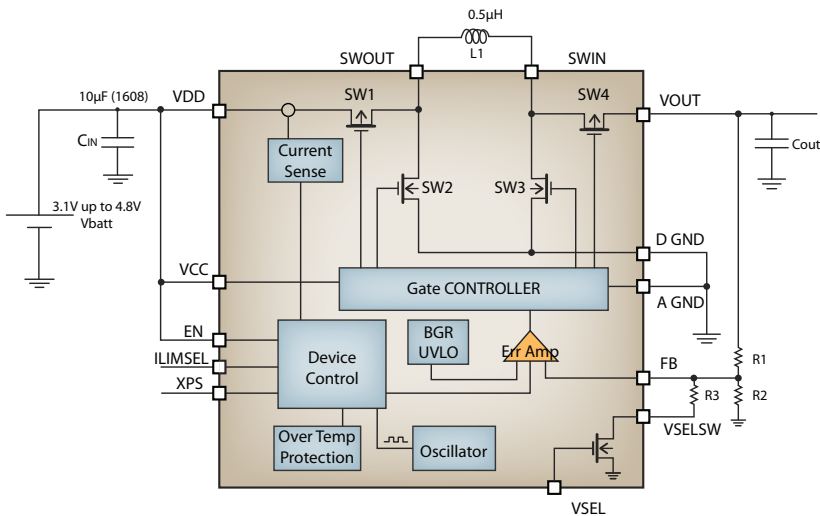 0.5µH
L1
SWOUT
SWIN
10µF (1608)
VDD
SW1
SW4
VOUT
CIN
Current
Sense
Cout
SW2
SW3
3.1V up to 4.8V
Vbatt
D GND
VCC
Gate CONTROLLER
A GND
EN
BGR
UVLO
Err Amp
ILIMSEL
Device
Control
FB
R1
XPS
R3
R2
VSELSW
Over Temp
Protection
Oscillator
VSEL